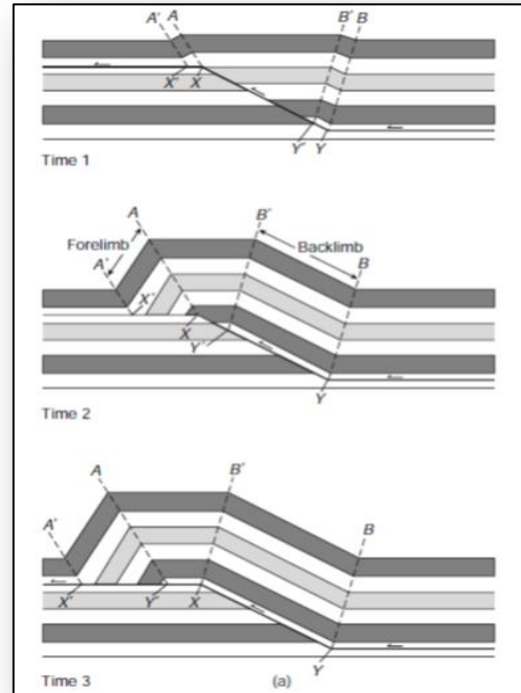 A' A B' B
X' X
Y' Y
Time 1
A B'
Forelimb Backlimb
A' B
X'
X
Y'
Y
Time 2
A B'
A' B
X' Y' X
Y
Time 3 (a)